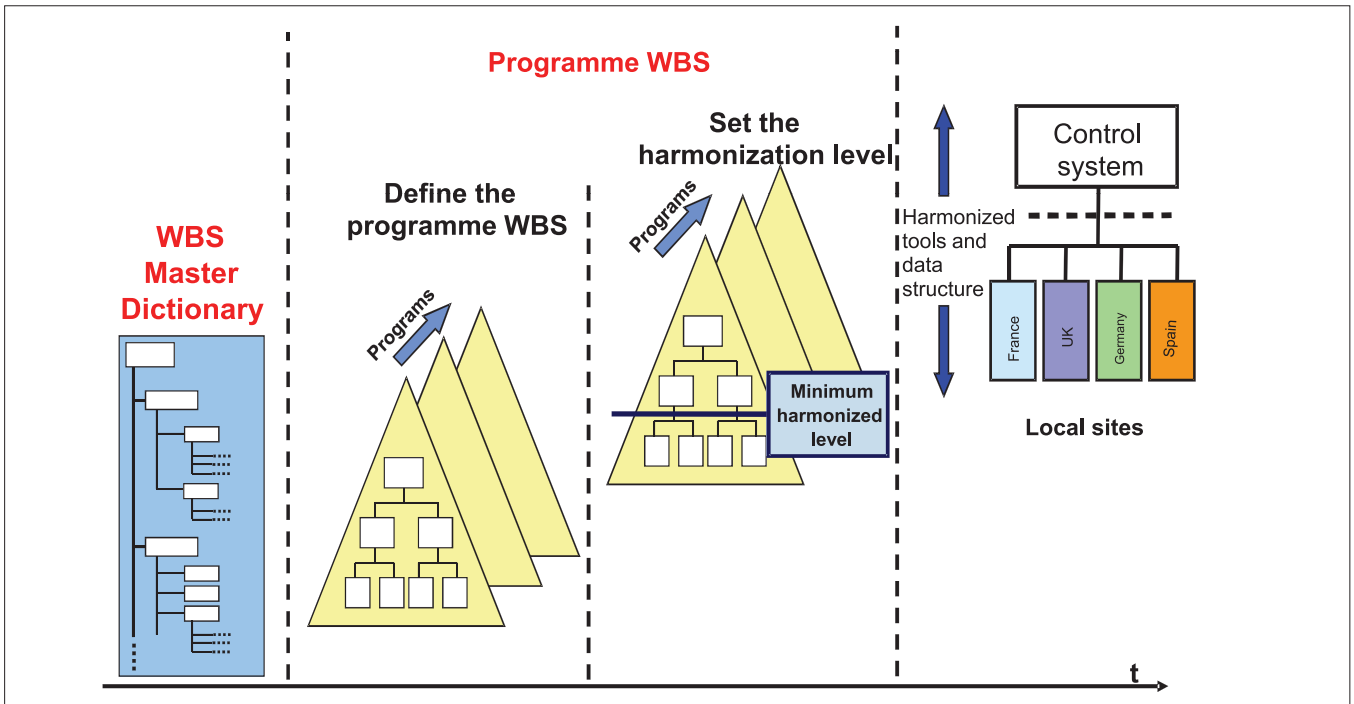 Programme WBS
WBS
Master
Dictionary
Define the
programme WBS
Programs
Set the
harmonization level
Programs
Minimum
harmonized
level
Harmonized
tools and
data
structure
Control
system
France
UK
Germany
Spain
Local sites
t